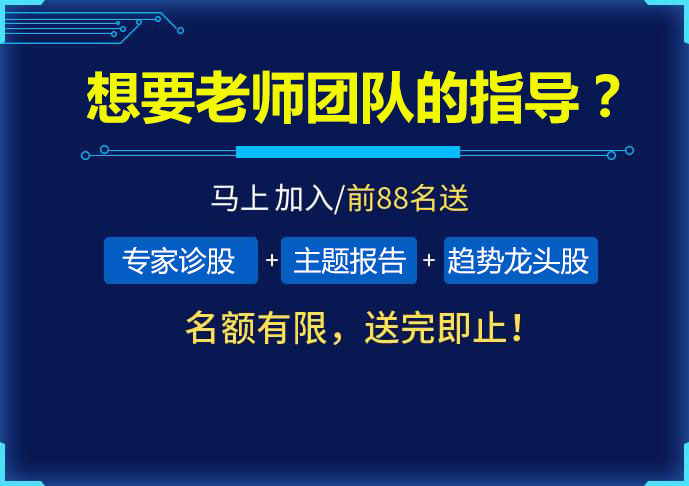 想要老师团队的指导？
马上加入/前88名送
专家诊股 + 主题报告 + 趋势龙头股
名额有限，送完即止！